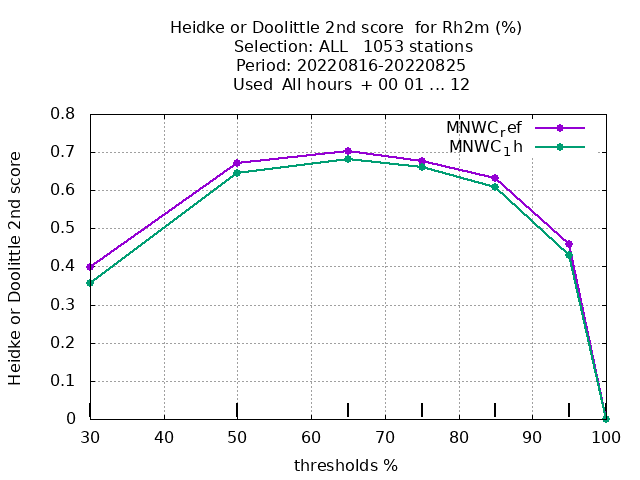 Heidke or Doolittle 2nd score  for Rh2m (%)
Selection: ALL   1053 stations
Period: 20220816-20220825
Used  All hours  + 00 01 ... 12
MNWC_ref
MNWC_1h
Heidke or Doolittle 2nd score
0.8
0.7
0.6
0.5
0.4
0.3
0.2
0.1
0
30 40 50 60 70 80 90 100
thresholds %